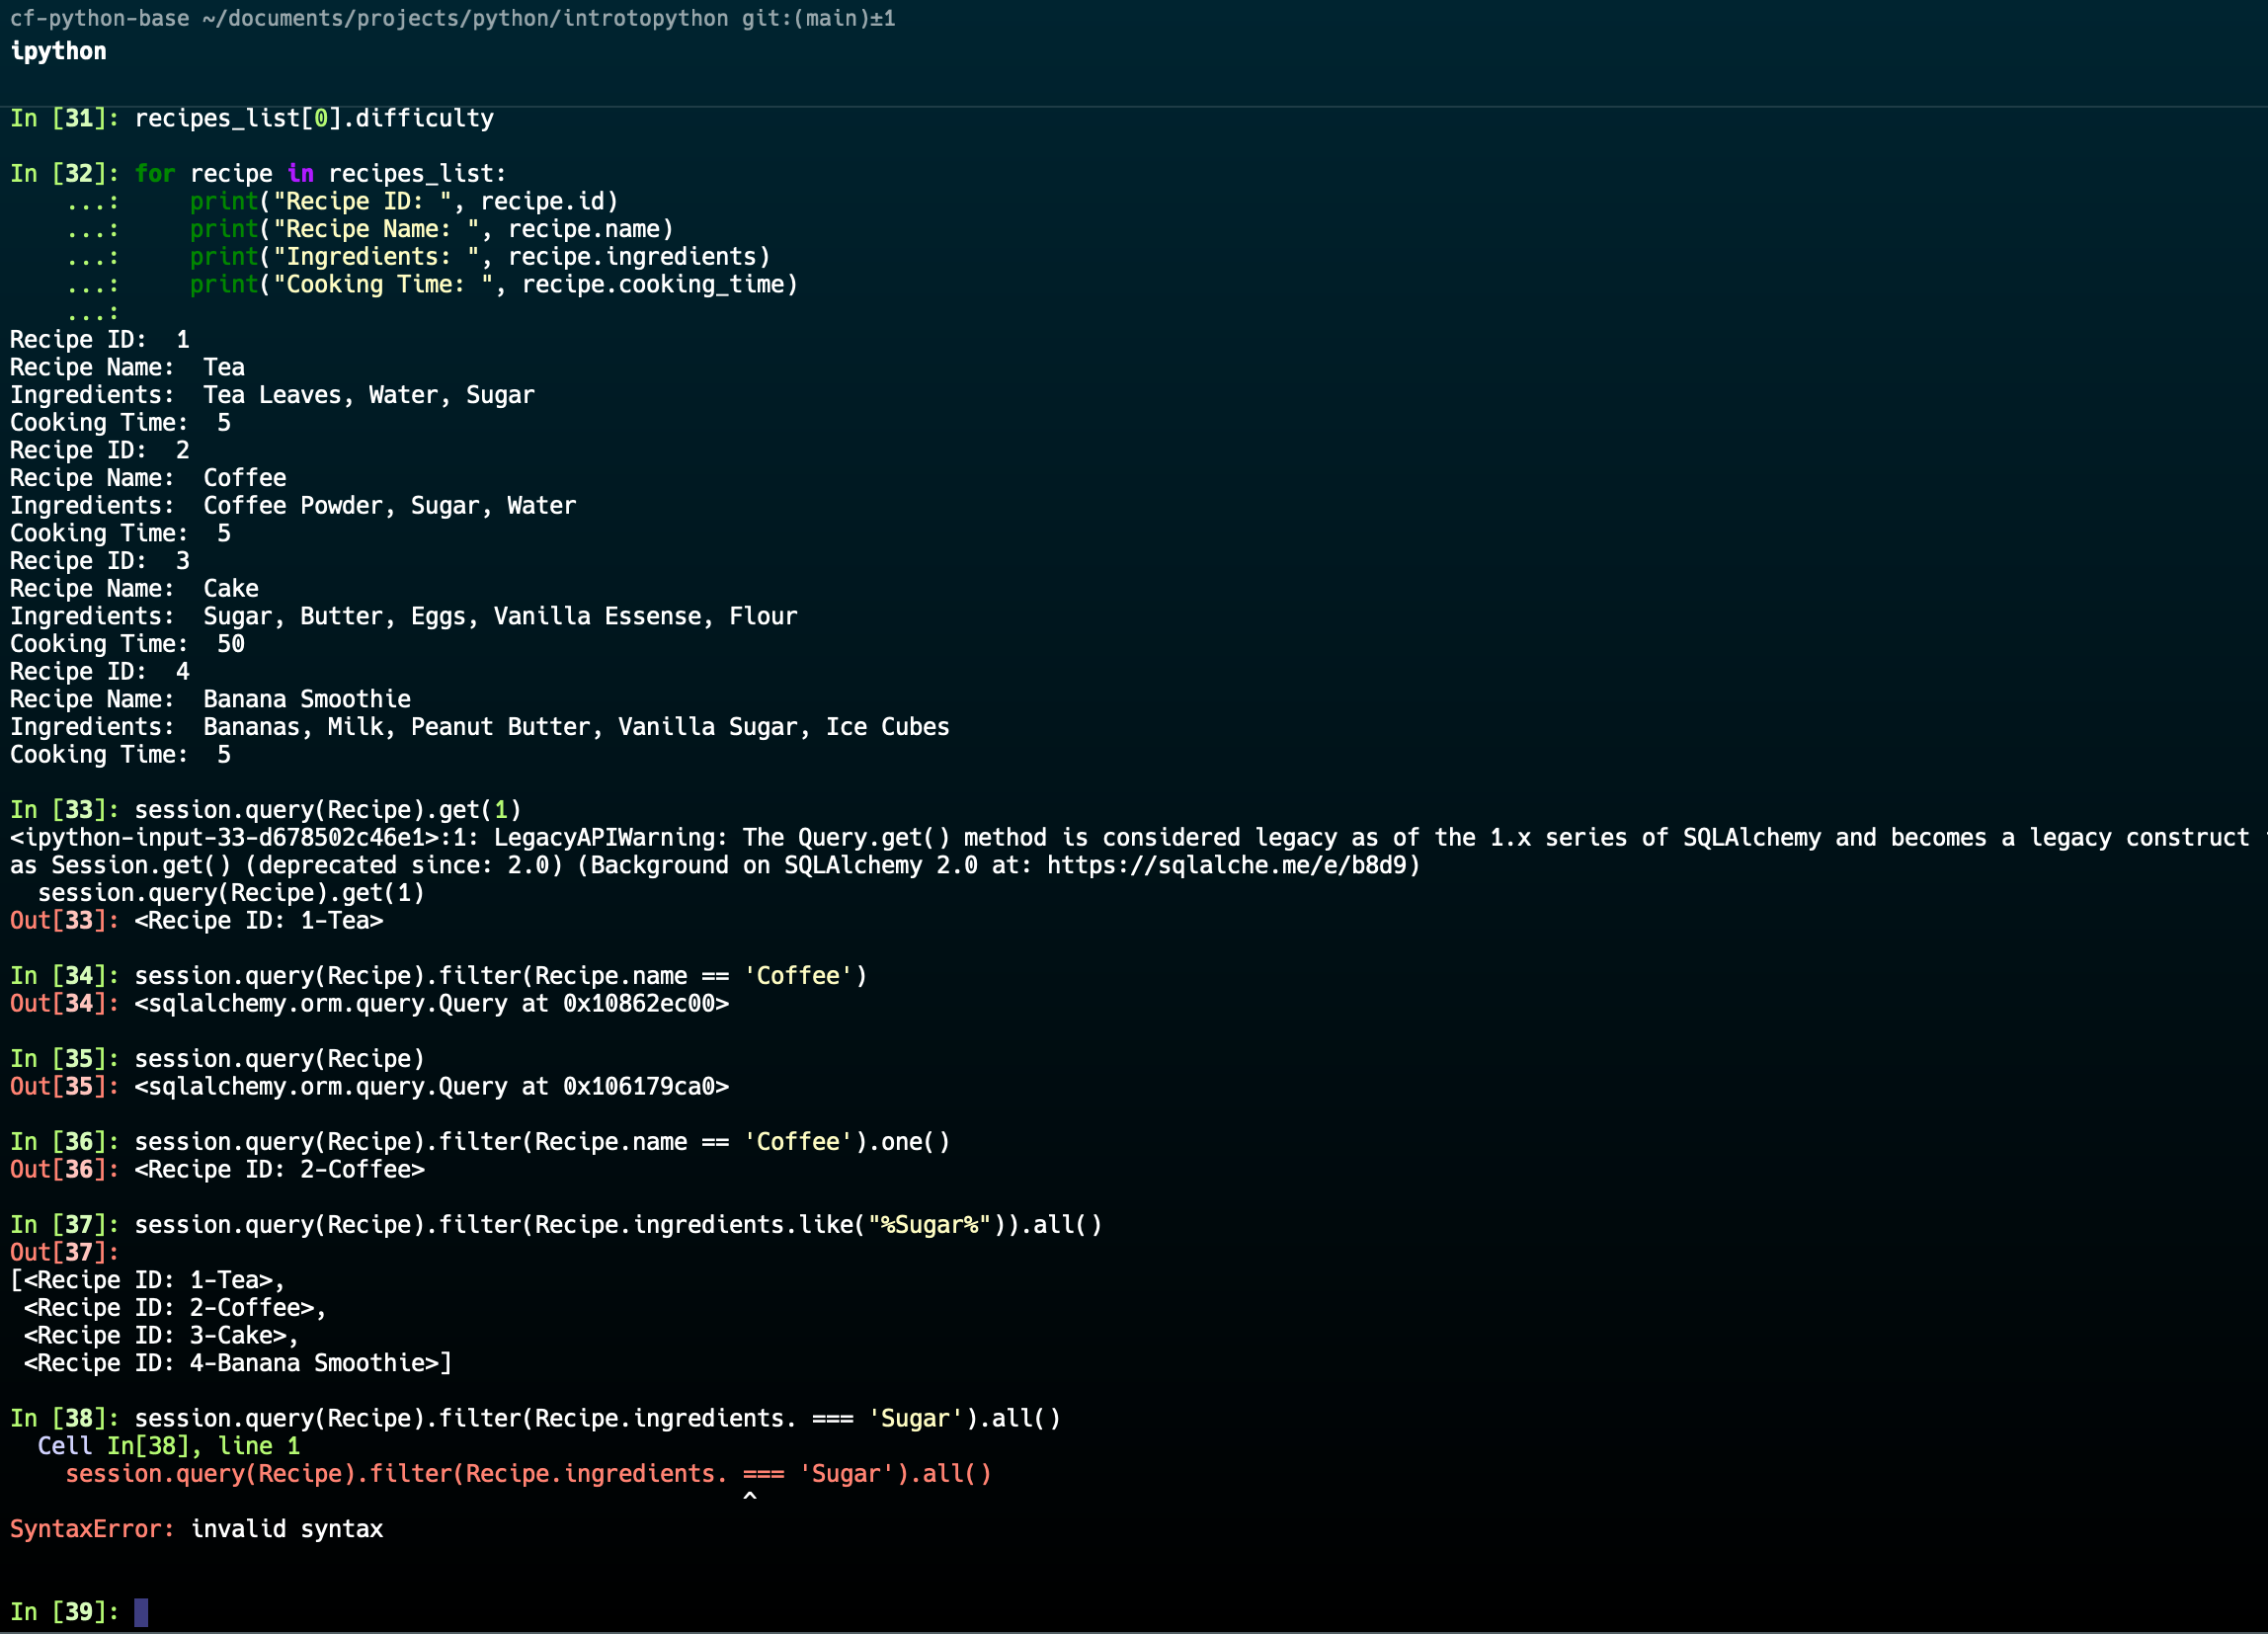 cf-python-base ~/documents/projects/python/introtopython git:(main)±1
ipython
In [31]: recipes_list[0].difficulty
In [32]: for recipe in recipes_list:
    ...:     print("Recipe ID: ", recipe.id)
    ...:     print("Recipe Name: ", recipe.name)
    ...:     print("Ingredients: ", recipe.ingredients)
    ...:     print("Cooking Time: ", recipe.cooking_time)
    ...:
Recipe ID:  1
Recipe Name:  Tea
Ingredients:  Tea Leaves, Water, Sugar
Cooking Time:  5
Recipe ID:  2
Recipe Name:  Coffee
Ingredients:  Coffee Powder, Sugar, Water
Cooking Time:  5
Recipe ID:  3
Recipe Name:  Cake
Ingredients:  Sugar, Butter, Eggs, Vanilla Essense, Flour
Cooking Time:  50
Recipe ID:  4
Recipe Name:  Banana Smoothie
Ingredients:  Bananas, Milk, Peanut Butter, Vanilla Sugar, Ice Cubes
Cooking Time:  5
In [33]: session.query(Recipe).get(1)
<ipython-input-33-d678502c46e1>:1: LegacyAPIWarning: The Query.get() method is considered legacy as of the 1.x series of SQLAlchemy and becomes a legacy construct
as Session.get() (deprecated since: 2.0) (Background on SQLAlchemy 2.0 at: https://sqlalche.me/e/b8d9)
  session.query(Recipe).get(1)
Out[33]: <Recipe ID: 1-Tea>
In [34]: session.query(Recipe).filter(Recipe.name == 'Coffee')
Out[34]: <sqlalchemy.orm.query.Query at 0x10862ec00>
In [35]: session.query(Recipe)
Out[35]: <sqlalchemy.orm.query.Query at 0x106179ca0>
In [36]: session.query(Recipe).filter(Recipe.name == 'Coffee').one()
Out[36]: <Recipe ID: 2-Coffee>
In [37]: session.query(Recipe).filter(Recipe.ingredients.like("%Sugar%")).all()
Out[37]:
[<Recipe ID: 1-Tea>,
 <Recipe ID: 2-Coffee>,
 <Recipe ID: 3-Cake>,
 <Recipe ID: 4-Banana Smoothie>]
In [38]: session.query(Recipe).filter(Recipe.ingredients. === 'Sugar').all()
  Cell In[38], line 1
    session.query(Recipe).filter(Recipe.ingredients. === 'Sugar').all()
                                                     ^
SyntaxError: invalid syntax
In [39]: